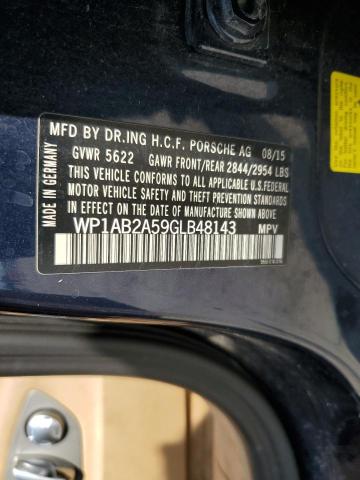 MFD BY DR.ING H.C.F. PORSCHE AG 08/15
GVWR 5622 GAWR FRONT/REAR 2844/2954 LBS
THIS VEHICLE CONFORMS TO ALL APPLICABLE U.S.FEDERAL
MOTOR VEHICLE SAFETY, BUMPER, AND THEFT PREVENTION
STANDARDS IN EFFECT ON THE DATE OF MANUFACTURE
SHOWN ABOVE.
WP1AB2A59GLB48143 MPV
MADE IN GERMANY